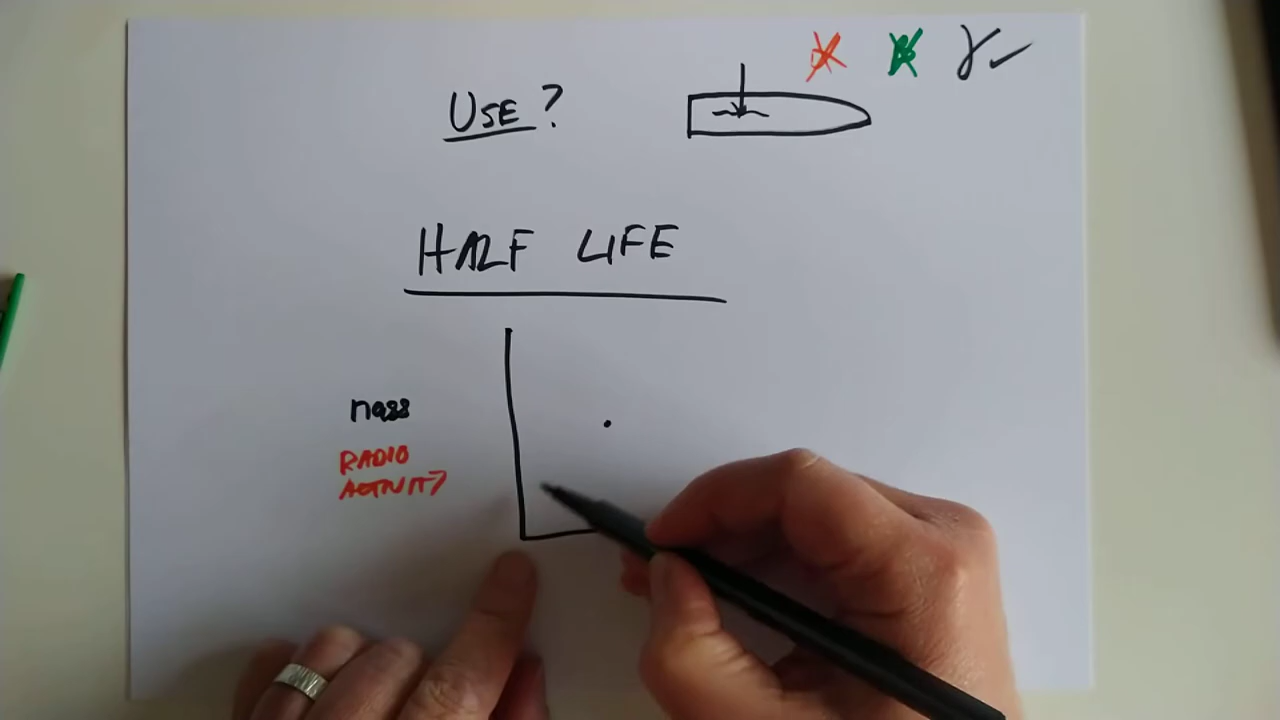 USE?
γ
HALF LIFE
mass
RADIO
ACTIVITY